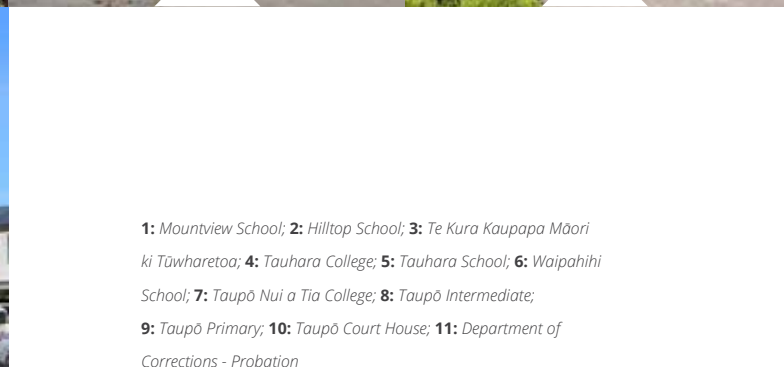 1: Mountview School; 2: Hilltop School; 3: Te Kura Kaupapa Māori
ki Tūwharetoa; 4: Tauhara College; 5: Tauhara School; 6: Waipahihi
School; 7: Taupō Nui a Tia College; 8: Taupō Intermediate;
9: Taupō Primary; 10: Taupō Court House; 11: Department of
Corrections - Probation